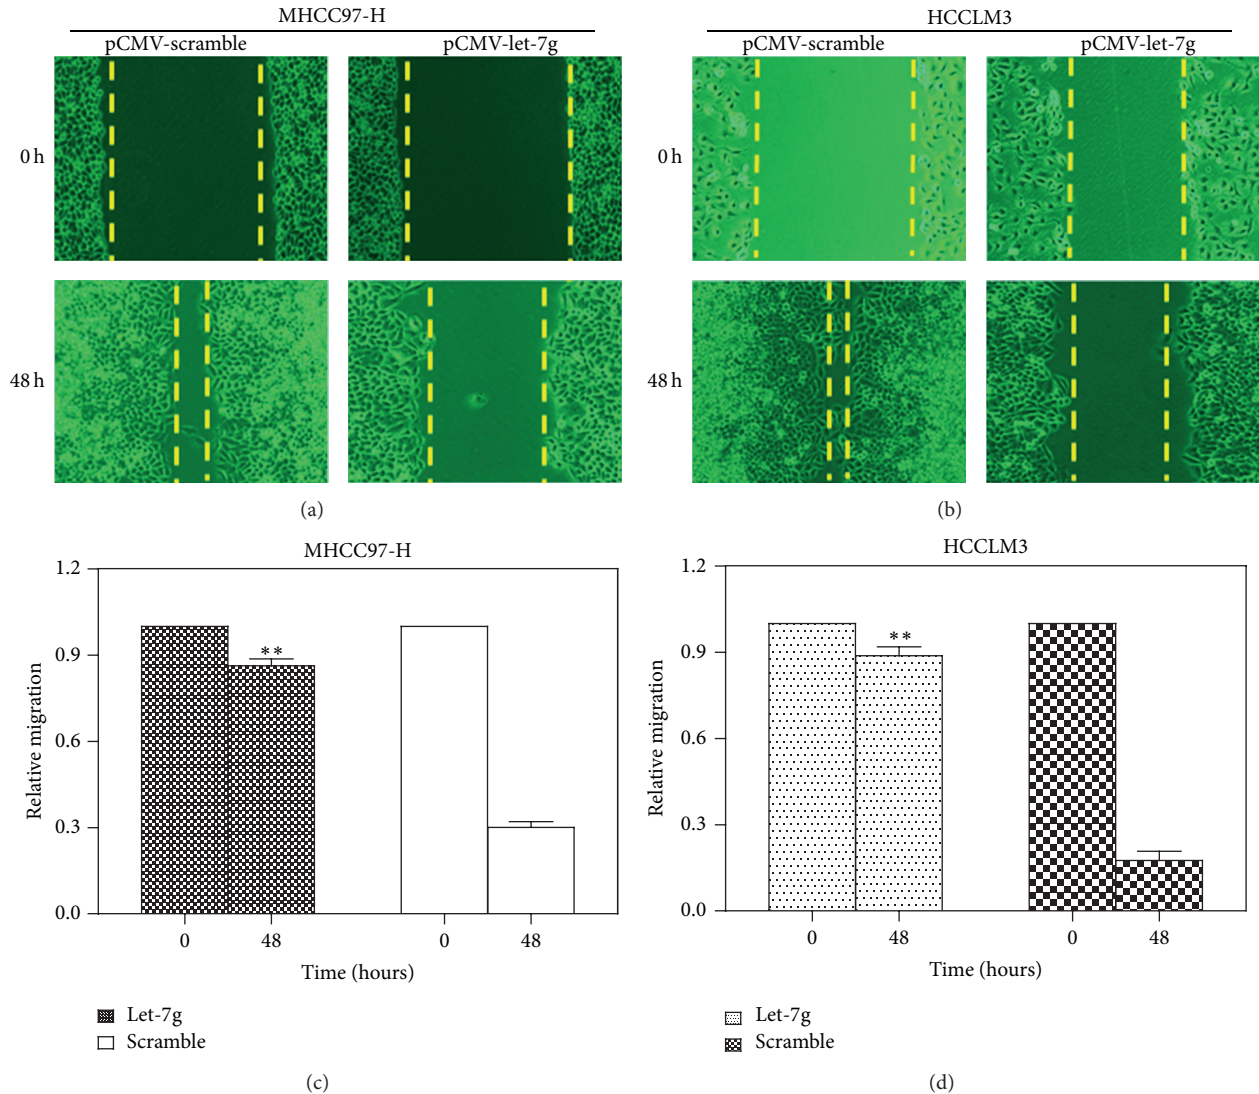 MHCC97-H
pCMV-scramble pCMV-let-7g
0 h
48 h
(a)
HCCLM3
pCMV-scramble pCMV-let-7g
0 h
48 h
(b)
MHCC97-H
1.2
0.9
0.6
0.3
0.0
Relative migration
**
0 48 0 48
Time (hours)
Let-7g
Scramble
(c)
HCCLM3
1.2
0.9
0.6
0.3
0.0
Relative migration
**
0 48 0 48
Time (hours)
Let-7g
Scramble
(d)